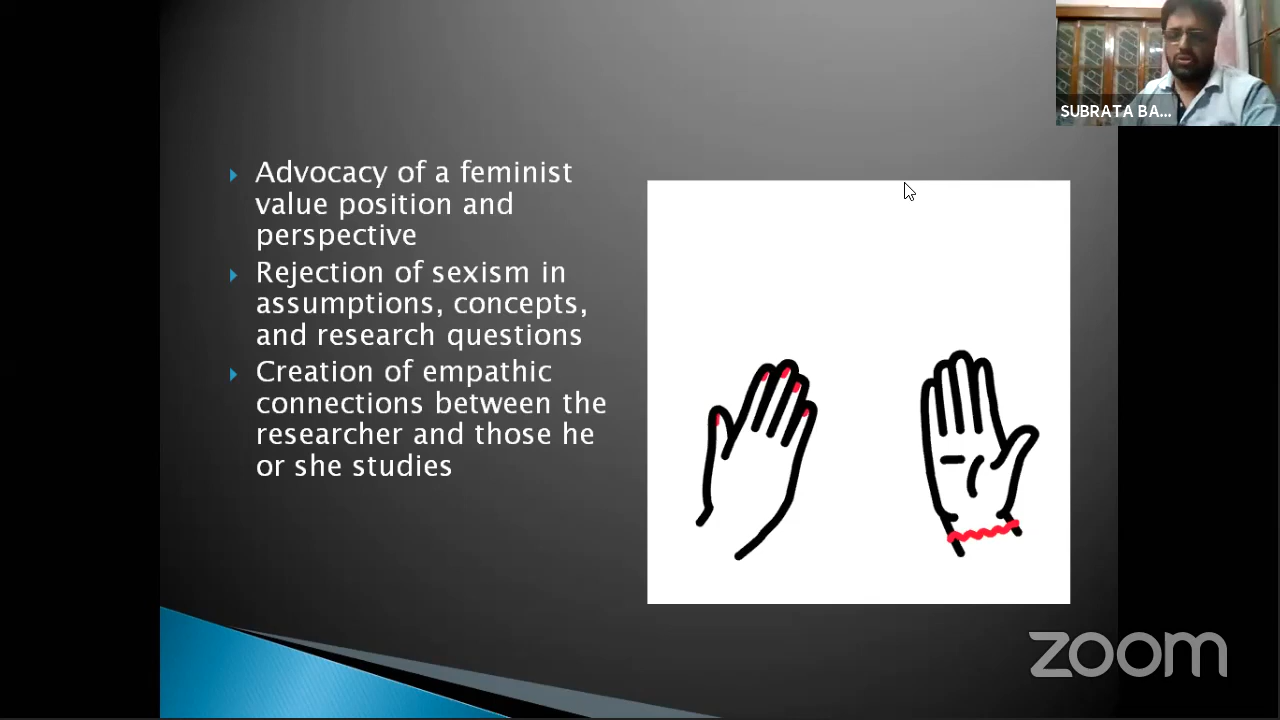 SUBRATA BA...
Advocacy of a feminist
value position and
perspective
Rejection of sexism in
assumptions, concepts,
and research questions
Creation of empathic
connections between the
researcher and those he
or she studies
zoom